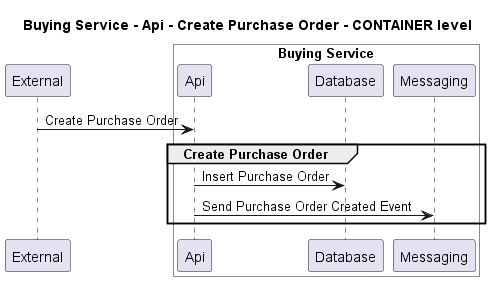 Buying Service - Api - Create Purchase Order - CONTAINER level
Buying Service
External
Api
Database
Messaging
Create Purchase Order
Create Purchase Order
Insert Purchase Order
Send Purchase Order Created Event
External
Api
Database
Messaging